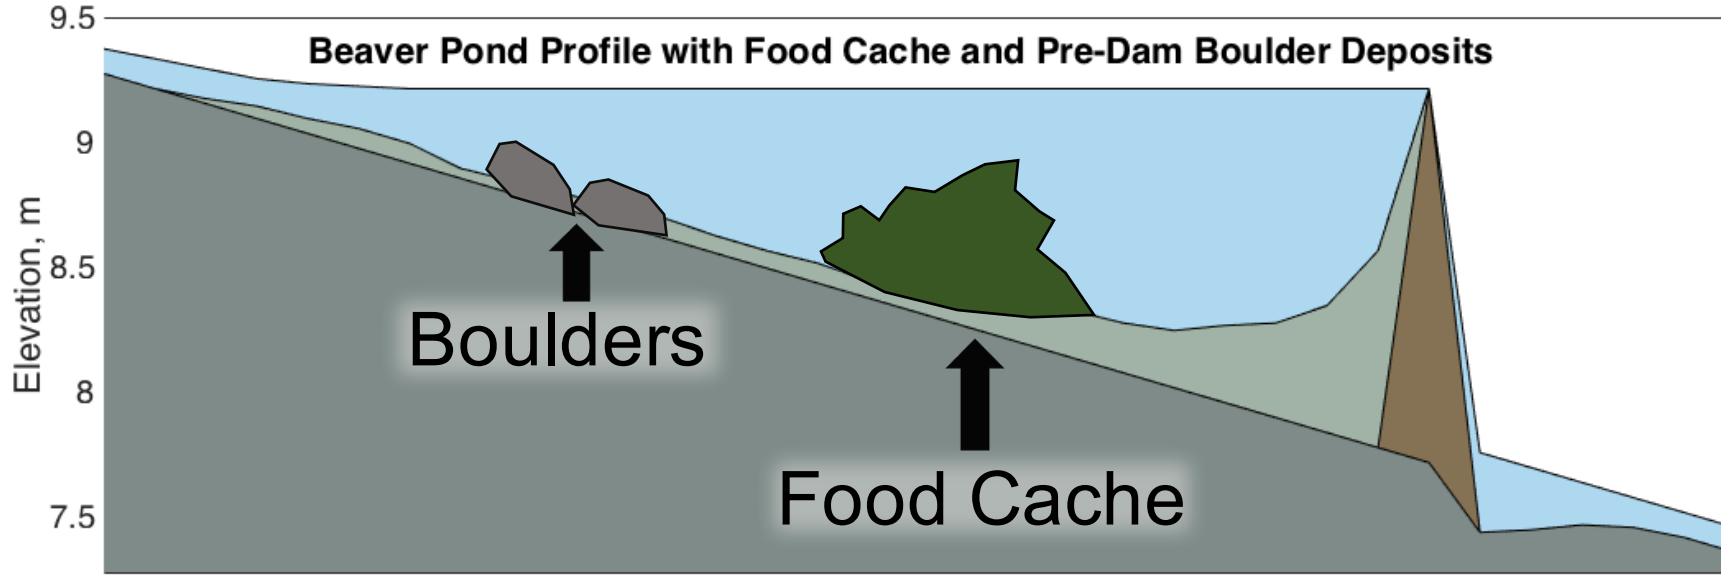 9.5
Beaver Pond Profile with Food Cache and Pre-Dam Boulder Deposits
9
Elevation, m
8.5
Boulders
8
Food Cache
7.5